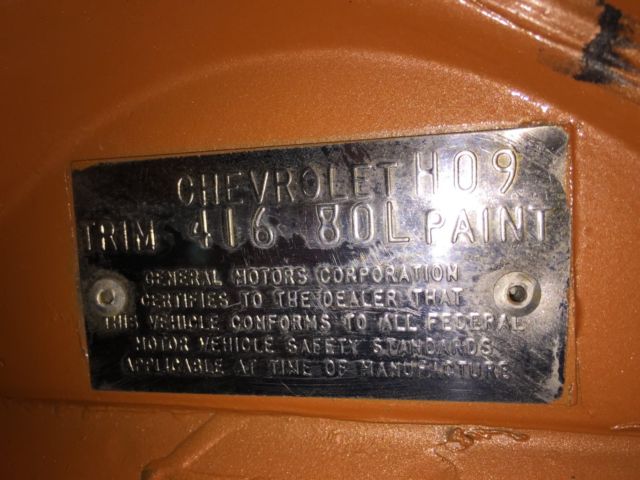 CHEVROLET H09
TRIM 416 80L PAINT
GENERAL MOTORS CORPORATION
CERTIFIES TO THE DEALER THAT
THIS VEHICLE CONFORMS TO ALL FEDERAL
MOTOR VEHICLE SAFETY STANDARDS
APPLICABLE AT TIME OF MANUFACTURE